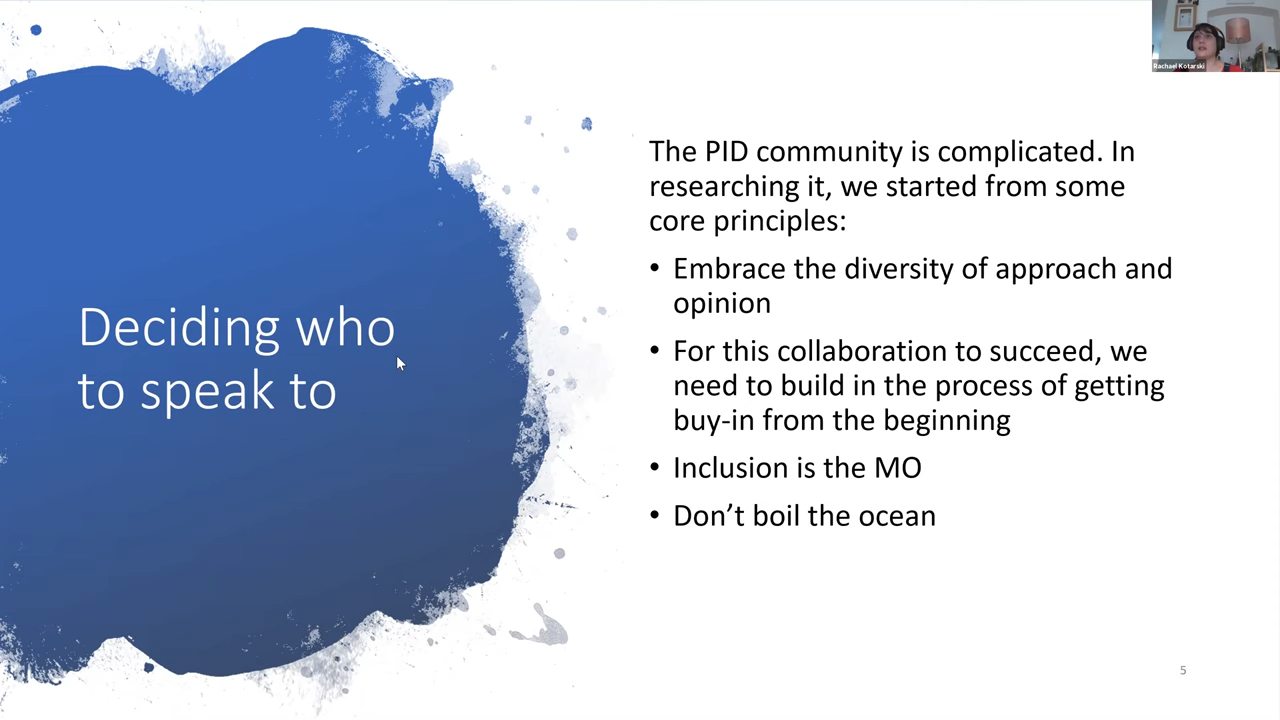 Rachael Kotarski
Deciding who
to speak to
The PID community is complicated. In
researching it, we started from some
core principles:
• Embrace the diversity of approach and
opinion
• For this collaboration to succeed, we
need to build in the process of getting
buy-in from the beginning
• Inclusion is the MO
• Don’t boil the ocean
5